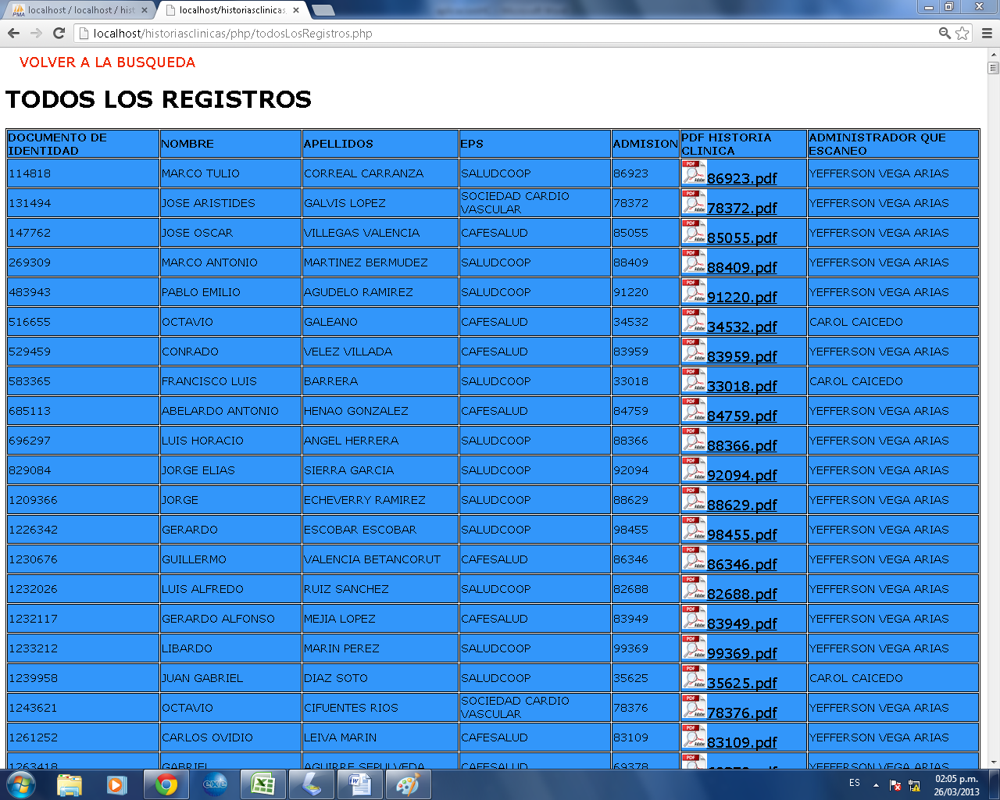 localhost / localhost / hist
localhost/historiasclinicas
localhost/historiasclinicas/php/todosLosRegistros.php
VOLVER A LA BUSQUEDA
TODOS LOS REGISTROS
DOCUMENTO DE IDENTIDAD NOMBRE APELLIDOS EPS ADMISION PDF HISTORIA CLINICA ADMINISTRADOR QUE ESCANEO
114818 MARCO TULIO CORREAL CARRANZA SALUDCOOP 86923 86923.pdf YEFFERSON VEGA ARIAS
131494 JOSE ARISTIDES GALVIS LOPEZ SOCIEDAD CARDIO VASCULAR 78372 78372.pdf YEFFERSON VEGA ARIAS
147762 JOSE OSCAR VILLEGAS VALENCIA CAFESALUD 85055 85055.pdf YEFFERSON VEGA ARIAS
269309 MARCO ANTONIO MARTINEZ BERMUDEZ SALUDCOOP 88409 88409.pdf YEFFERSON VEGA ARIAS
483943 PABLO EMILIO AGUDELO RAMIREZ SALUDCOOP 91220 91220.pdf YEFFERSON VEGA ARIAS
516655 OCTAVIO GALEANO CAFESALUD 34532 34532.pdf CAROL CAICEDO
529459 CONRADO VELEZ VILLADA CAFESALUD 83959 83959.pdf YEFFERSON VEGA ARIAS
583365 FRANCISCO LUIS BARRERA SALUDCOOP 33018 33018.pdf CAROL CAICEDO
685113 ABELARDO ANTONIO HENAO GONZALEZ CAFESALUD 84759 84759.pdf YEFFERSON VEGA ARIAS
696297 LUIS HORACIO ANGEL HERRERA SALUDCOOP 88366 88366.pdf YEFFERSON VEGA ARIAS
829084 JORGE ELIAS SIERRA GARCIA SALUDCOOP 92094 92094.pdf YEFFERSON VEGA ARIAS
1209366 JORGE ECHEVERRY RAMIREZ SALUDCOOP 88629 88629.pdf YEFFERSON VEGA ARIAS
1226342 GERARDO ESCOBAR ESCOBAR SALUDCOOP 98455 98455.pdf YEFFERSON VEGA ARIAS
1230676 GUILLERMO VALENCIA BETANCORUT CAFESALUD 86346 86346.pdf YEFFERSON VEGA ARIAS
1232026 LUIS ALFREDO RUIZ SANCHEZ SALUDCOOP 82688 82688.pdf YEFFERSON VEGA ARIAS
1232117 GERARDO ALFONSO MEJIA LOPEZ CAFESALUD 83949 83949.pdf YEFFERSON VEGA ARIAS
1233212 LIBARDO MARIN PEREZ SALUDCOOP 99369 99369.pdf YEFFERSON VEGA ARIAS
1239958 JUAN GABRIEL DIAZ SOTO SALUDCOOP 35625 35625.pdf CAROL CAICEDO
1243621 OCTAVIO CIFUENTES RIOS SOCIEDAD CARDIO VASCULAR 78376 78376.pdf YEFFERSON VEGA ARIAS
1261252 CARLOS OVIDIO LEIVA MARIN CAFESALUD 83109 83109.pdf YEFFERSON VEGA ARIAS
1263418 GABRIEL AGUIRRE SEPULVEDA CAFESALUD 69378 YEFFERSON VEGA ARIAS
ES 02:05 p.m.
26/03/2013